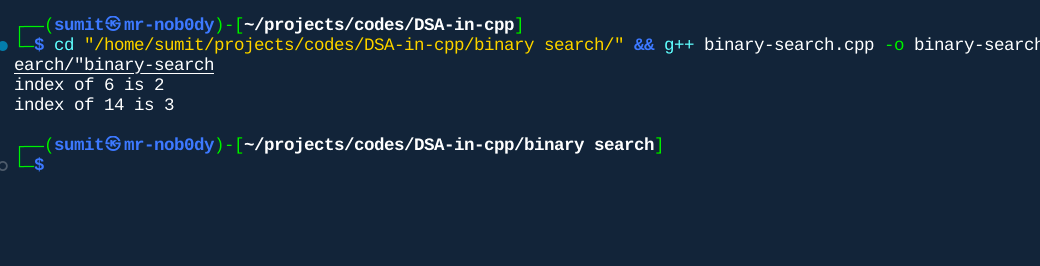 ┌──(sumit㉿mr-nob0dy)-[~/projects/codes/DSA-in-cpp]
└─$ cd "/home/sumit/projects/codes/DSA-in-cpp/binary search/" && g++ binary-search.cpp -o binary-search
earch/"binary-search
index of 6 is 2
index of 14 is 3
┌──(sumit㉿mr-nob0dy)-[~/projects/codes/DSA-in-cpp/binary search]
└─$